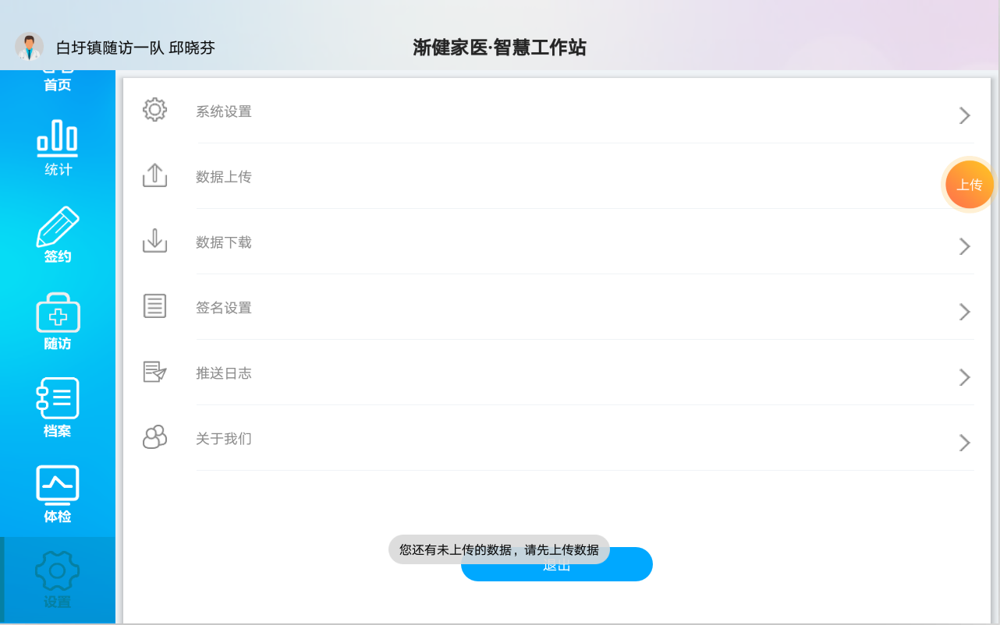 白圩镇随访一队 邱晓芬
渐健家医·智慧工作站
首页
统计
签约
随访
档案
体检
设置
系统设置
数据上传
上传
数据下载
签名设置
推送日志
关于我们
您还有未上传的数据，请先上传数据
退出